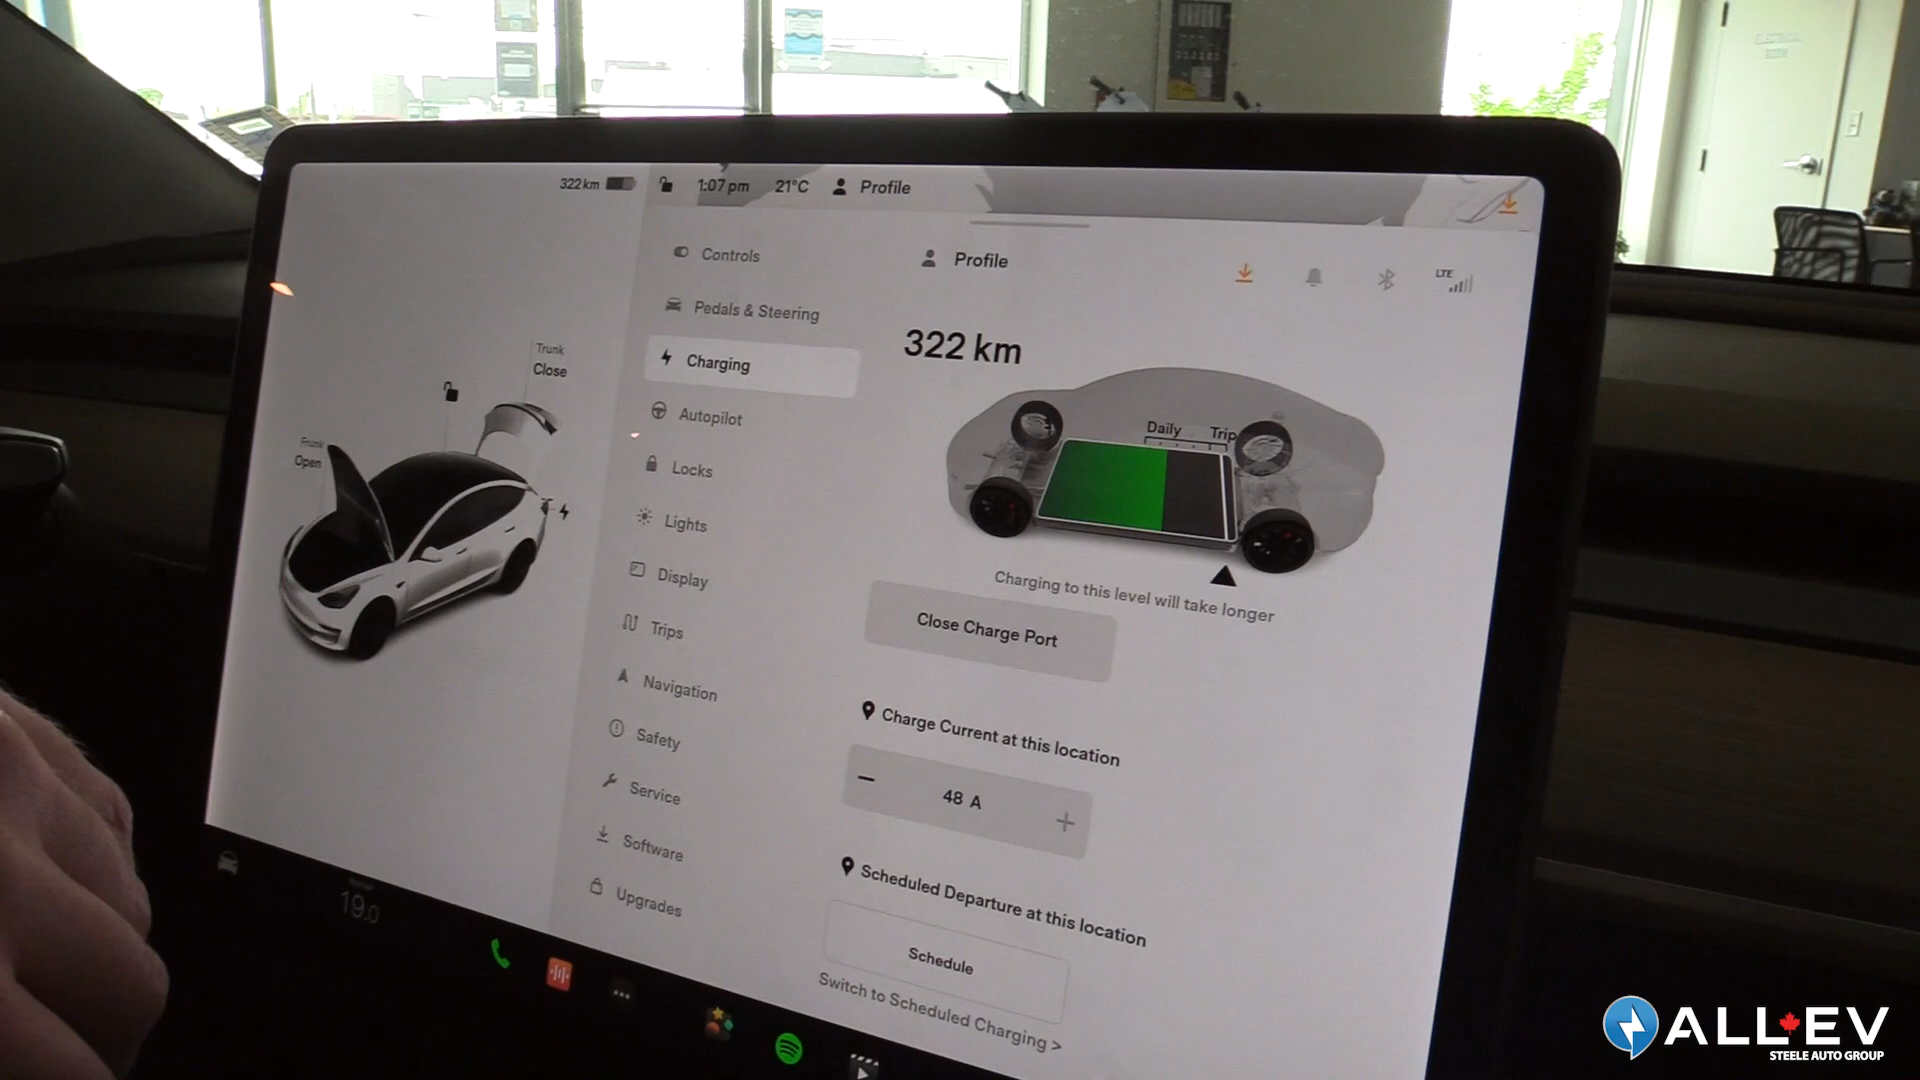 ELECTRICAL
ROOM
322 km
1:07 pm
21°C
Profile
Controls
Pedals & Steering
Charging
Autopilot
Locks
Lights
Display
Trips
Navigation
Safety
Service
Software
Upgrades
Profile
LTE
322 km
Daily
Trip
Charging to this level will take longer
Close Charge Port
Charge Current at this location
− 48 A +
Scheduled Departure at this location
Schedule
Switch to Scheduled Charging >
Trunk
Close
Frunk
Open
19.0
ALL EV
STEELE AUTO GROUP